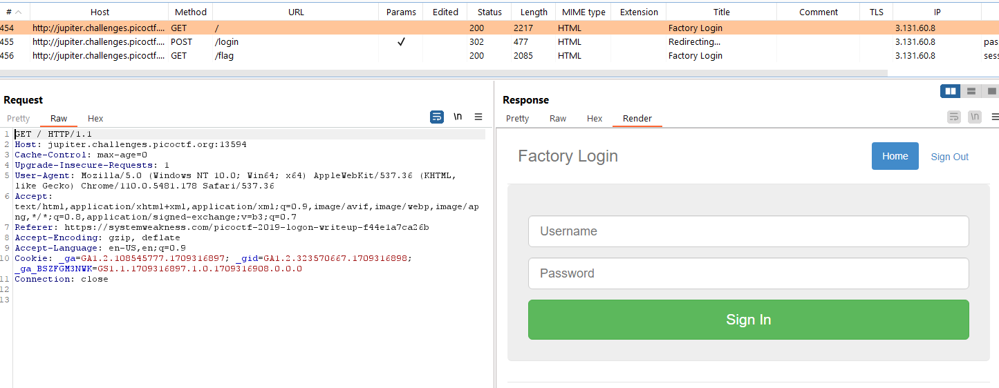 # Host Method URL Params Edited Status Length MIME type Extension Title Comment TLS IP
454 http://jupiter.challenges.picoctf.... GET / 200 2217 HTML Factory Login 3.131.60.8
455 http://jupiter.challenges.picoctf.... POST /login ✓ 302 477 HTML Redirecting... 3.131.60.8 pas
456 http://jupiter.challenges.picoctf.... GET /flag 200 2085 HTML Factory Login 3.131.60.8 sess
Request
Pretty Raw Hex \n
1 GET / HTTP/1.1
2 Host: jupiter.challenges.picoctf.org:13594
3 Cache-Control: max-age=0
4 Upgrade-Insecure-Requests: 1
5 User-Agent: Mozilla/5.0 (Windows NT 10.0; Win64; x64) AppleWebKit/537.36 (KHTML,
like Gecko) Chrome/110.0.5481.178 Safari/537.36
6 Accept:
text/html,application/xhtml+xml,application/xml;q=0.9,image/avif,image/webp,image/ap
ng,*/*;q=0.8,application/signed-exchange;v=b3;q=0.7
7 Referer: https://systemweakness.com/picoctf-2019-logon-writeup-f44e1a7ca26b
8 Accept-Encoding: gzip, deflate
9 Accept-Language: en-US,en;q=0.9
10 Cookie: _ga=GA1.2.108545777.1709316897; _gid=GA1.2.323570667.1709316898;
_ga_BSZFGM3NWK=GS1.1.1709316897.1.0.1709316908.0.0.0
11 Connection: close
12
13
Response
Pretty Raw Hex Render \n
Factory Login Home Sign Out
Username
Password
Sign In